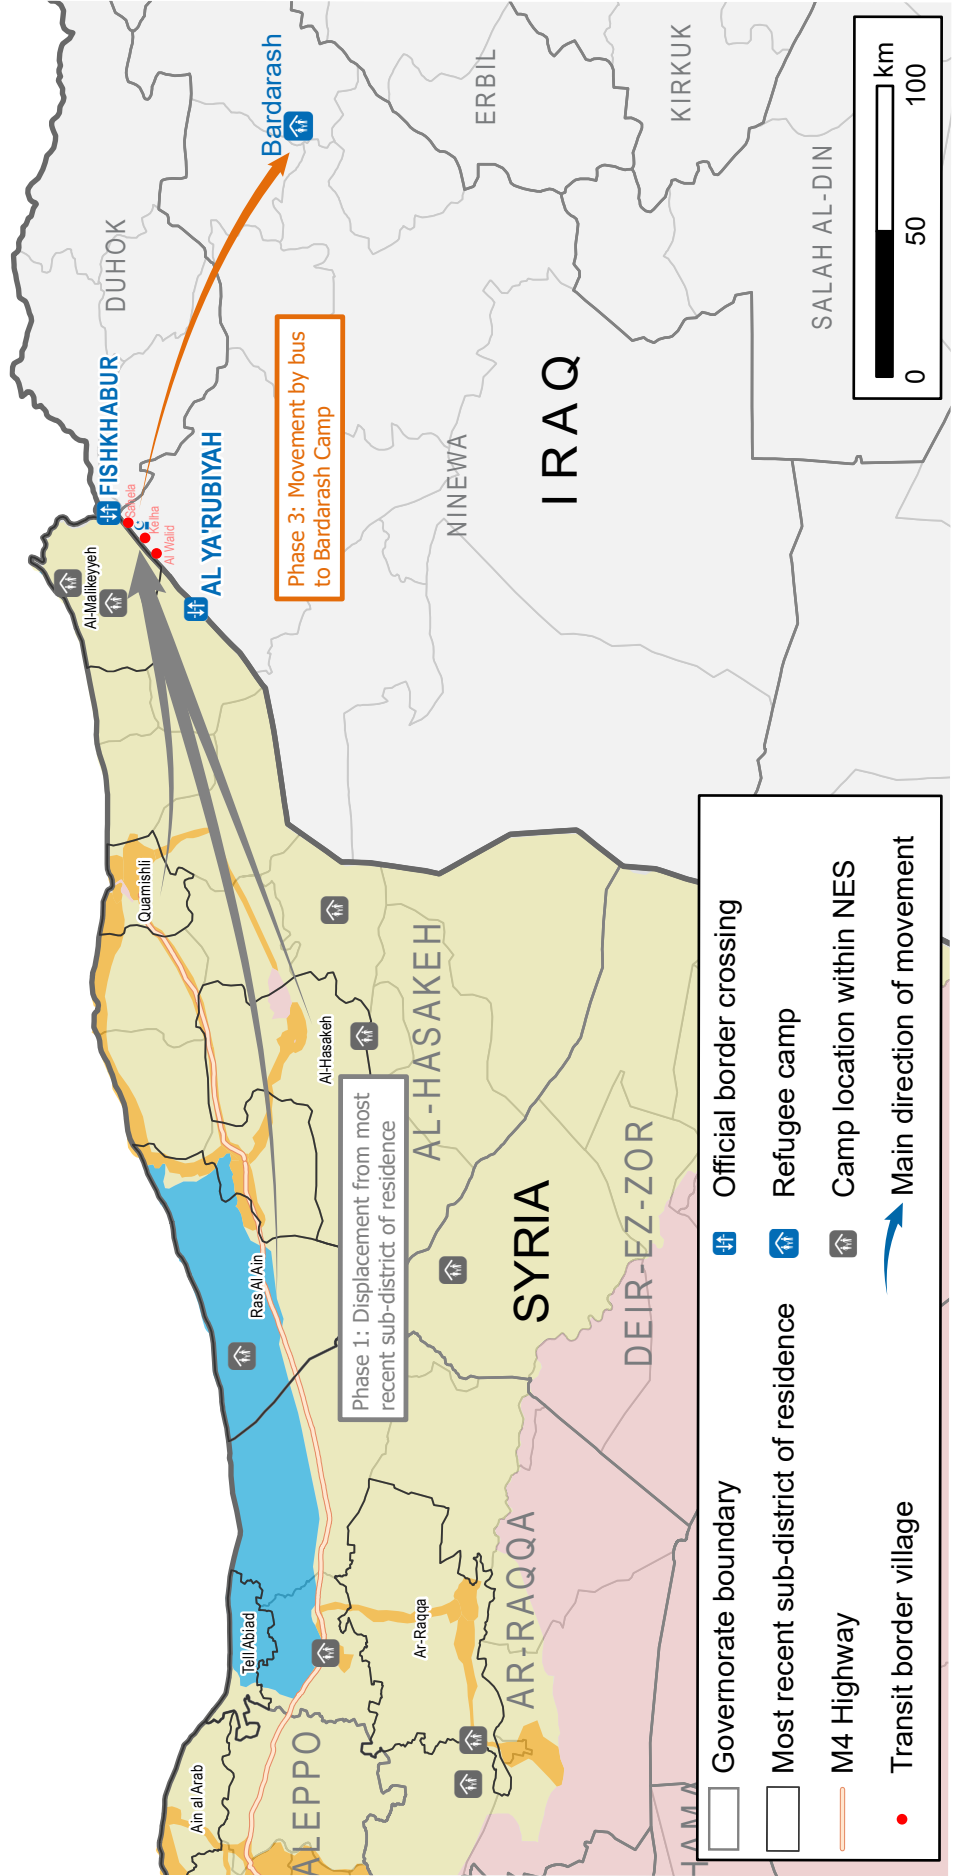 Ain al Arab
ALEPPO
Tell Abiad
Ar-Raqqa
AR-RAQQA
Ras Al Ain
Phase 1: Displacement from most
recent sub-district of residence
SYRIA
DEIR-EZ-ZOR
Al-Hasakeh
AL-HASAKEH
Quamishli
Al-Malikeyyeh
FISHKHABUR
Sahela
Kelha
Al Walid
AL YA'RUBIYAH
Phase 3: Movement by bus
to Bardarash Camp
DUHOK
Bardarash
NINEWA
IRAQ
ERBIL
KIRKUK
SALAH AL-DIN
0 50 100
km
Governorate boundary
Most recent sub-district of residence
M4 Highway
Transit border village
Official border crossing
Refugee camp
Camp location within NES
Main direction of movement